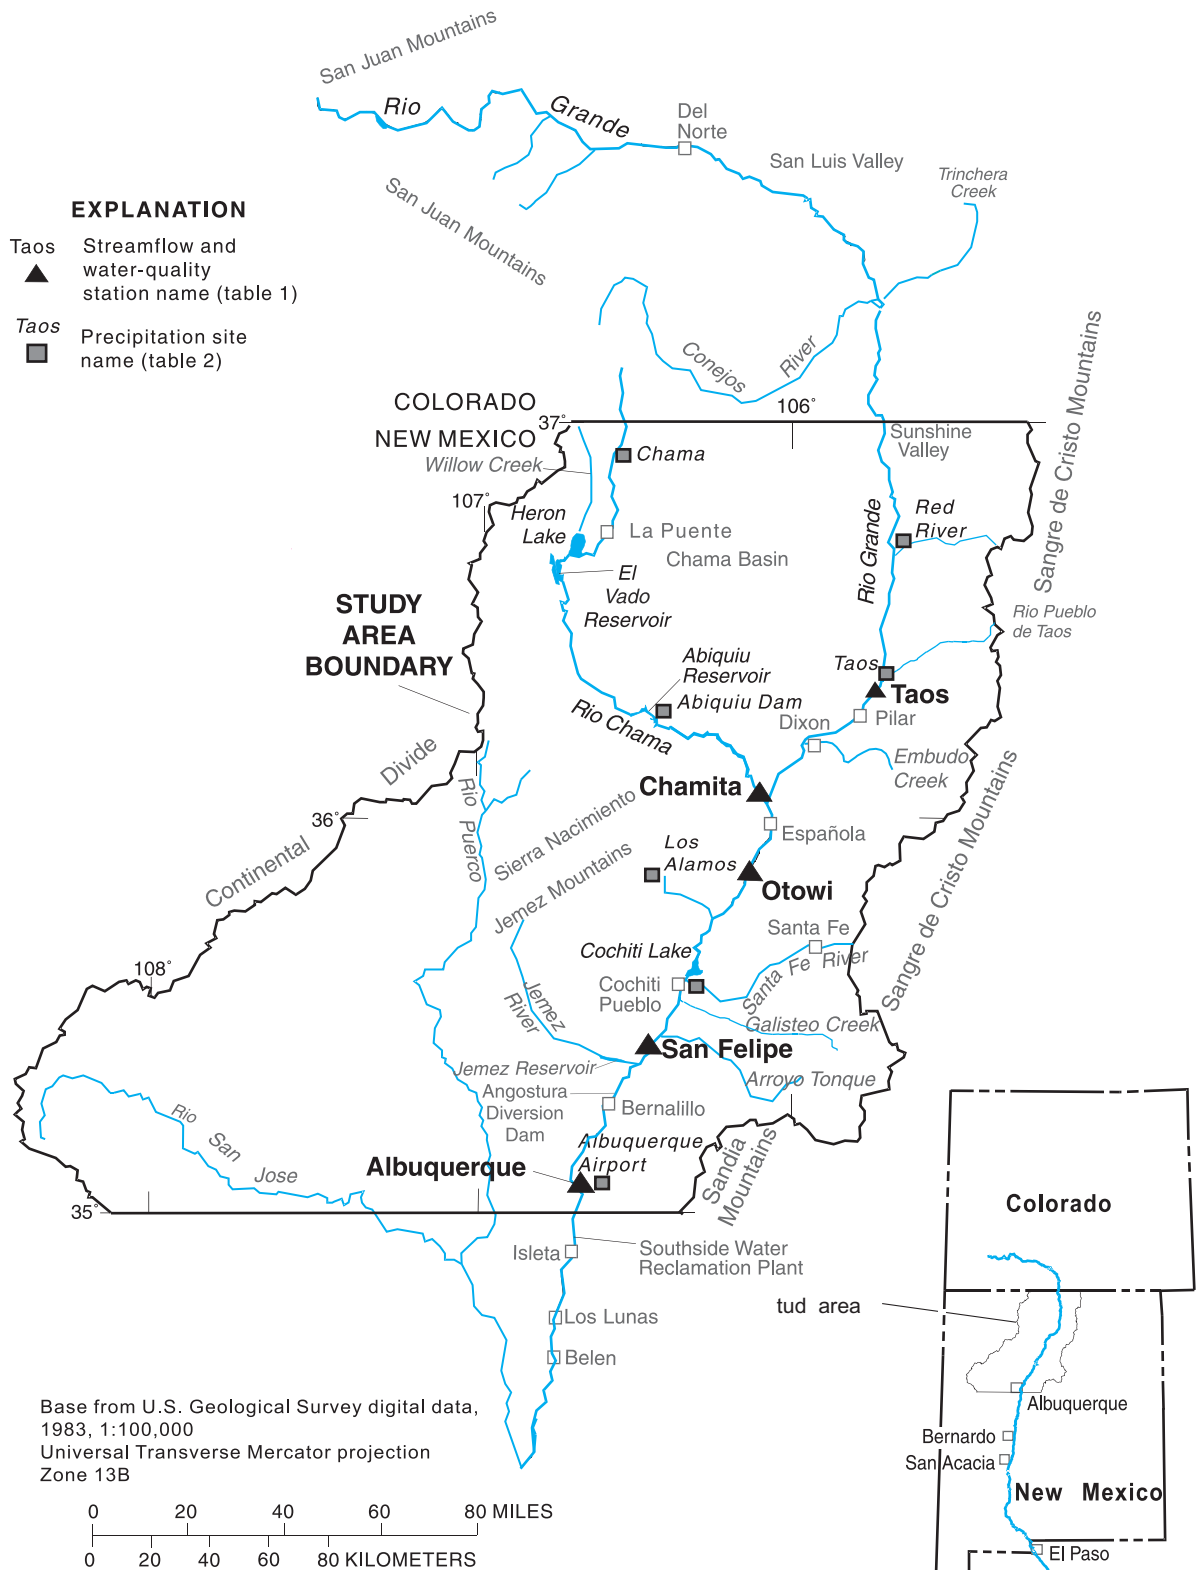 San Juan Mountains
Rio
Grande
Del
Norte
San Luis Valley
Trinchera
Creek
San Juan Mountains
EXPLANATION
Taos
Streamflow and
water-quality
station name (table 1)
Taos
Precipitation site
name (table 2)
Conejos
River
Sangre de Cristo Mountains
COLORADO
37°
106°
NEW MEXICO
Willow Creek
Chama
Sunshine
Valley
107°
Heron
Lake
La Puente
Chama Basin
Rio Grande
Red
River
El
Vado
Reservoir
STUDY
AREA
BOUNDARY
Rio Pueblo
de Taos
Abiquiu
Reservoir
Abiquiu Dam
Taos
Taos
Rio Chama
Dixon
Pilar
Embudo
Creek
Continental
Divide
Rio
Puerco
Chamita
36°
Española
Sierra Nacimiento
Jemez Mountains
Los
Alamos
Otowi
Sangre de Cristo Mountains
Santa Fe
Santa Fe River
Cochiti Lake
108°
Cochiti
Pueblo
Jemez
River
Galisteo Creek
San Felipe
Jemez Reservoir
Arroyo Tonque
Angostura
Diversion
Dam
Bernalillo
Rio
San
Jose
Albuquerque
Airport
Albuquerque
Sandia
Mountains
35°
Isleta
Southside Water
Reclamation Plant
Los Lunas
Belen
Colorado
tud area
Albuquerque
Bernardo
San Acacia
New Mexico
El Paso
Base from U.S. Geological Survey digital data,
1983, 1:100,000
Universal Transverse Mercator projection
Zone 13B
0 20 40 60 80 MILES
0 20 40 60 80 KILOMETERS